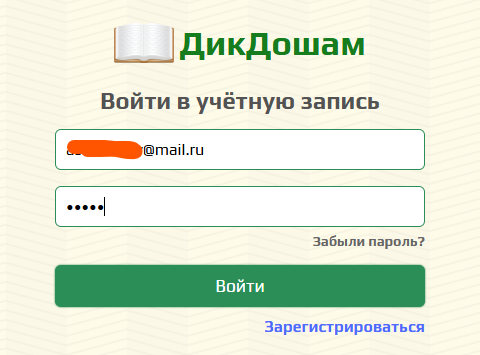 ДикДошам
Войти в учётную запись
@mail.ru
•••••
Забыли пароль?
Войти
Зарегистрироваться